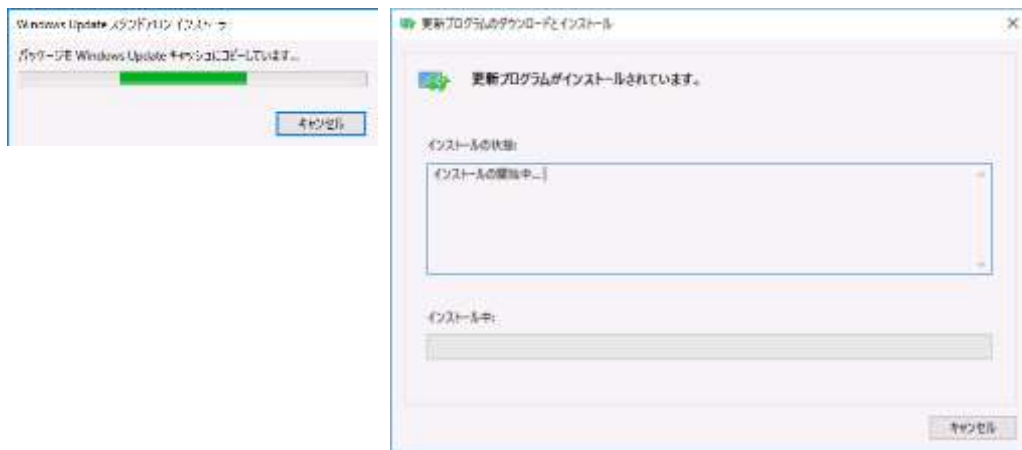 Windows Update スタンドアロン インストーラー
パッケージを Windows Update キャッシュにコピーしています...
キャンセル
更新プログラムのダウンロードとインストール
更新プログラムがインストールされています。
インストールの状態:
インストールの開始中...
インストール中:
キャンセル